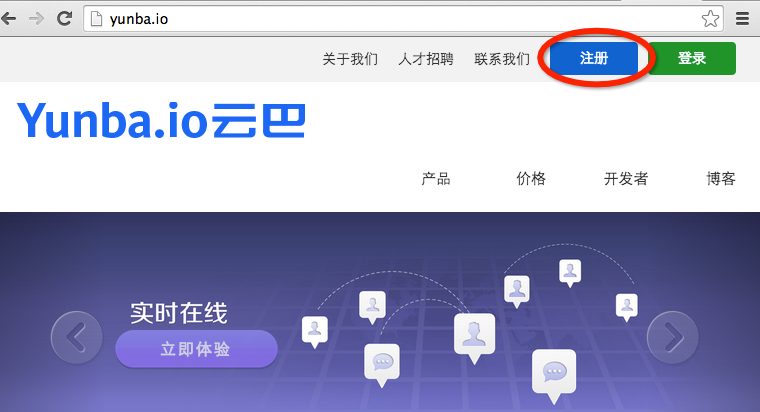 yunba.io
关于我们 人才招聘 联系我们 注册 登录
Yunba.io云巴
产品 价格 开发者 博客
实时在线
立即体验